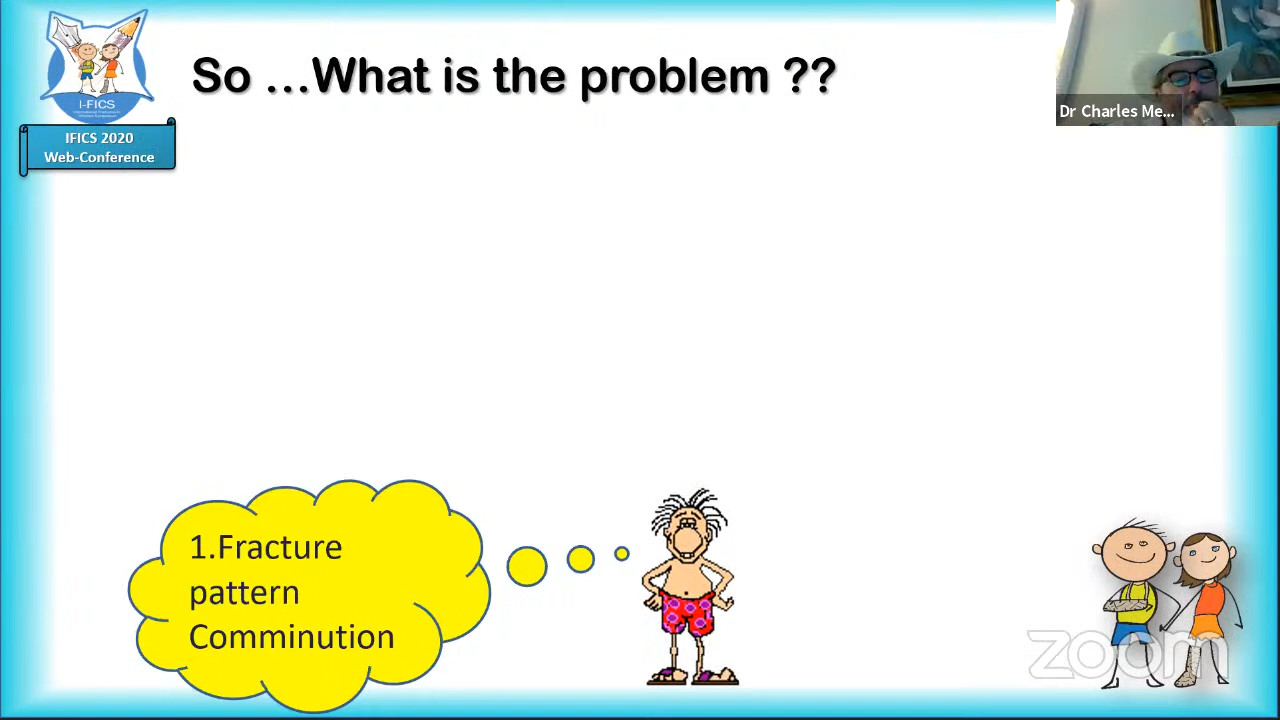 So ...What is the problem ??
Dr Charles Me...
I-FICS
IFICS 2020
Web-Conference
1.Fracture
pattern
Comminution
zoom